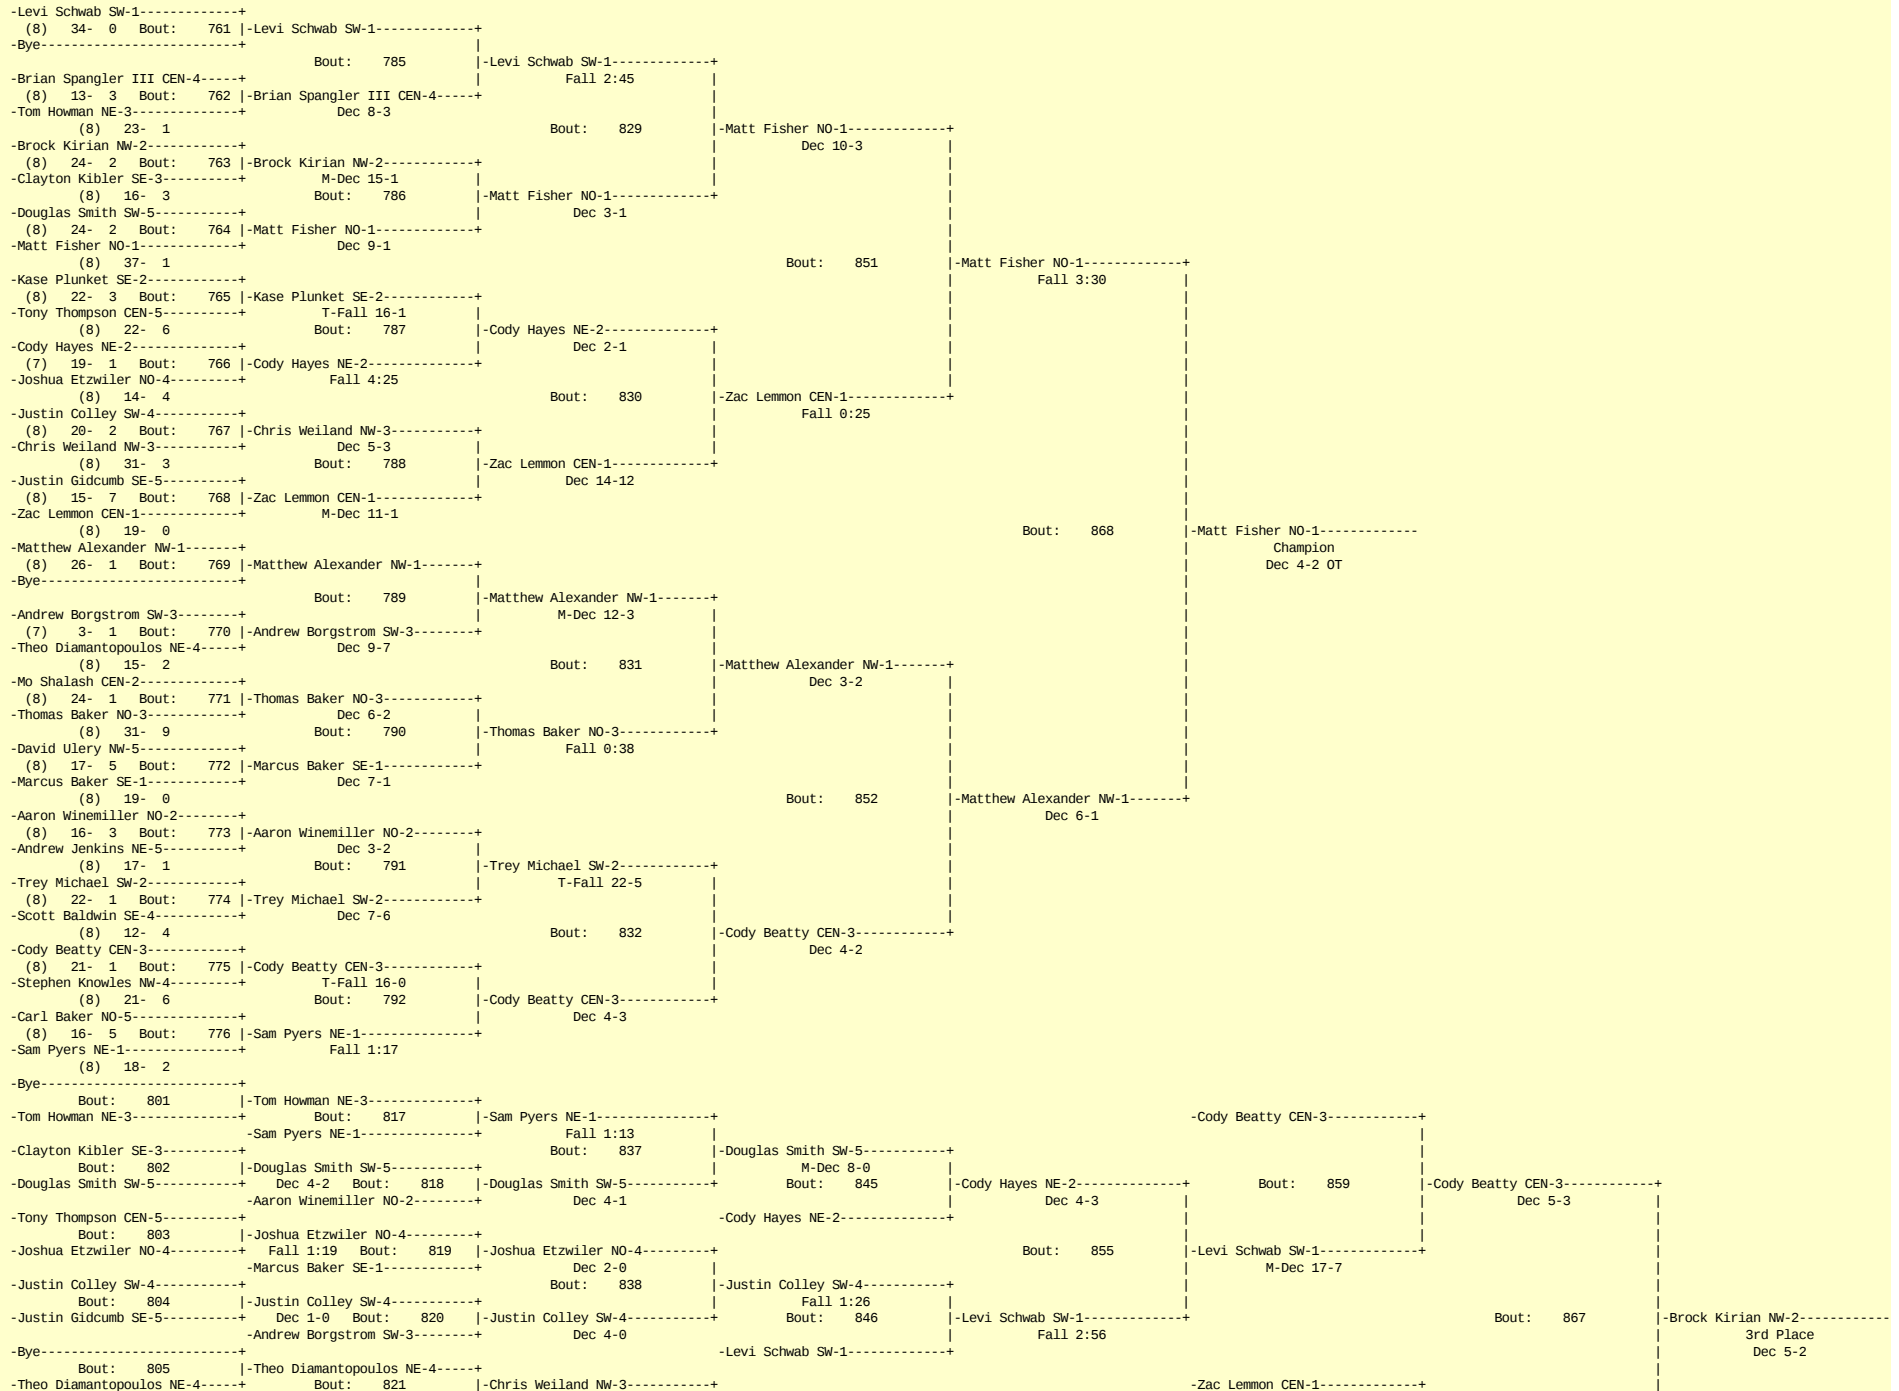 -Levi Schwab SW-1-------------+
(8) 34- 0 Bout: 761 |-Levi Schwab SW-1-------------+
-Bye--------------------------+ |
Bout: 785 |-Levi Schwab SW-1-------------+
-Brian Spangler III CEN-4-----+ | Fall 2:45 |
(8) 13- 3 Bout: 762 |-Brian Spangler III CEN-4-----+ |
-Tom Howman NE-3--------------+ Dec 8-3 |
(8) 23- 1 Bout: 829 |-Matt Fisher NO-1-------------+
-Brock Kirian NW-2------------+ | Dec 10-3 |
(8) 24- 2 Bout: 763 |-Brock Kirian NW-2------------+ | |
-Clayton Kibler SE-3----------+ M-Dec 15-1 | | |
(8) 16- 3 Bout: 786 |-Matt Fisher NO-1-------------+ |
-Douglas Smith SW-5-----------+ | Dec 3-1 |
(8) 24- 2 Bout: 764 |-Matt Fisher NO-1-------------+ |
-Matt Fisher NO-1-------------+ Dec 9-1 |
(8) 37- 1 Bout: 851 |-Matt Fisher NO-1-------------+
-Kase Plunket SE-2------------+ | Fall 3:30 |
(8) 22- 3 Bout: 765 |-Kase Plunket SE-2------------+ | |
-Tony Thompson CEN-5----------+ T-Fall 16-1 | | |
(8) 22- 6 Bout: 787 |-Cody Hayes NE-2--------------+ | |
-Cody Hayes NE-2--------------+ | Dec 2-1 | | |
(7) 19- 1 Bout: 766 |-Cody Hayes NE-2--------------+ | | |
-Joshua Etzwiler NO-4---------+ Fall 4:25 | | |
(8) 14- 4 Bout: 830 |-Zac Lemmon CEN-1-------------+ |
-Justin Colley SW-4-----------+ | Fall 0:25 |
(8) 20- 2 Bout: 767 |-Chris Weiland NW-3-----------+ | |
-Chris Weiland NW-3-----------+ Dec 5-3 | | |
(8) 31- 3 Bout: 788 |-Zac Lemmon CEN-1-------------+ |
-Justin Gidcumb SE-5----------+ | Dec 14-12 |
(8) 15- 7 Bout: 768 |-Zac Lemmon CEN-1-------------+ |
-Zac Lemmon CEN-1-------------+ M-Dec 11-1 |
(8) 19- 0 Bout: 868 |-Matt Fisher NO-1-------------
-Matthew Alexander NW-1-------+ | Champion
(8) 26- 1 Bout: 769 |-Matthew Alexander NW-1-------+ | Dec 4-2 OT
-Bye--------------------------+ | |
Bout: 789 |-Matthew Alexander NW-1-------+ |
-Andrew Borgstrom SW-3--------+ | M-Dec 12-3 | |
(7) 3- 1 Bout: 770 |-Andrew Borgstrom SW-3--------+ | |
-Theo Diamantopoulos NE-4-----+ Dec 9-7 | |
(8) 15- 2 Bout: 831 |-Matthew Alexander NW-1-------+ |
-Mo Shalash CEN-2-------------+ | Dec 3-2 | |
(8) 24- 1 Bout: 771 |-Thomas Baker NO-3------------+ | | |
-Thomas Baker NO-3------------+ Dec 6-2 | | | |
(8) 31- 9 Bout: 790 |-Thomas Baker NO-3------------+ | |
-David Ulery NW-5-------------+ | Fall 0:38 | |
(8) 17- 5 Bout: 772 |-Marcus Baker SE-1------------+ | |
-Marcus Baker SE-1------------+ Dec 7-1 | |
(8) 19- 0 Bout: 852 |-Matthew Alexander NW-1-------+
-Aaron Winemiller NO-2--------+ | Dec 6-1
(8) 16- 3 Bout: 773 |-Aaron Winemiller NO-2--------+ |
-Andrew Jenkins NE-5----------+ Dec 3-2 | |
(8) 17- 1 Bout: 791 |-Trey Michael SW-2------------+ |
-Trey Michael SW-2------------+ | T-Fall 22-5 | |
(8) 22- 1 Bout: 774 |-Trey Michael SW-2------------+ | |
-Scott Baldwin SE-4-----------+ Dec 7-6 | |
(8) 12- 4 Bout: 832 |-Cody Beatty CEN-3------------+
-Cody Beatty CEN-3------------+ | Dec 4-2
(8) 21- 1 Bout: 775 |-Cody Beatty CEN-3------------+ |
-Stephen Knowles NW-4---------+ T-Fall 16-0 | |
(8) 21- 6 Bout: 792 |-Cody Beatty CEN-3------------+
-Carl Baker NO-5--------------+ | Dec 4-3
(8) 16- 5 Bout: 776 |-Sam Pyers NE-1---------------+
-Sam Pyers NE-1---------------+ Fall 1:17
(8) 18- 2
-Bye--------------------------+
Bout: 801 |-Tom Howman NE-3--------------+
-Tom Howman NE-3--------------+ Bout: 817 |-Sam Pyers NE-1---------------+ -Cody Beatty CEN-3------------+
-Sam Pyers NE-1---------------+ Fall 1:13 | |
-Clayton Kibler SE-3----------+ Bout: 837 |-Douglas Smith SW-5-----------+ |
Bout: 802 |-Douglas Smith SW-5-----------+ | M-Dec 8-0 | |
-Douglas Smith SW-5-----------+ Dec 4-2 Bout: 818 |-Douglas Smith SW-5-----------+ Bout: 845 |-Cody Hayes NE-2--------------+ Bout: 859 |-Cody Beatty CEN-3------------+
-Aaron Winemiller NO-2--------+ Dec 4-1 | Dec 4-3 | | Dec 5-3 |
-Tony Thompson CEN-5----------+ -Cody Hayes NE-2--------------+ | | |
Bout: 803 |-Joshua Etzwiler NO-4---------+ | | |
-Joshua Etzwiler NO-4---------+ Fall 1:19 Bout: 819 |-Joshua Etzwiler NO-4---------+ Bout: 855 |-Levi Schwab SW-1-------------+ |
-Marcus Baker SE-1------------+ Dec 2-0 | | M-Dec 17-7 |
-Justin Colley SW-4-----------+ Bout: 838 |-Justin Colley SW-4-----------+ | |
Bout: 804 |-Justin Colley SW-4-----------+ | Fall 1:26 | | |
-Justin Gidcumb SE-5----------+ Dec 1-0 Bout: 820 |-Justin Colley SW-4-----------+ Bout: 846 |-Levi Schwab SW-1-------------+ Bout: 867 |-Brock Kirian NW-2------------
-Andrew Borgstrom SW-3--------+ Dec 4-0 | Fall 2:56 | 3rd Place
-Bye--------------------------+ -Levi Schwab SW-1-------------+ | Dec 5-2
Bout: 805 |-Theo Diamantopoulos NE-4-----+ |
-Theo Diamantopoulos NE-4-----+ Bout: 821 |-Chris Weiland NW-3-----------+ -Zac Lemmon CEN-1-------------+ |